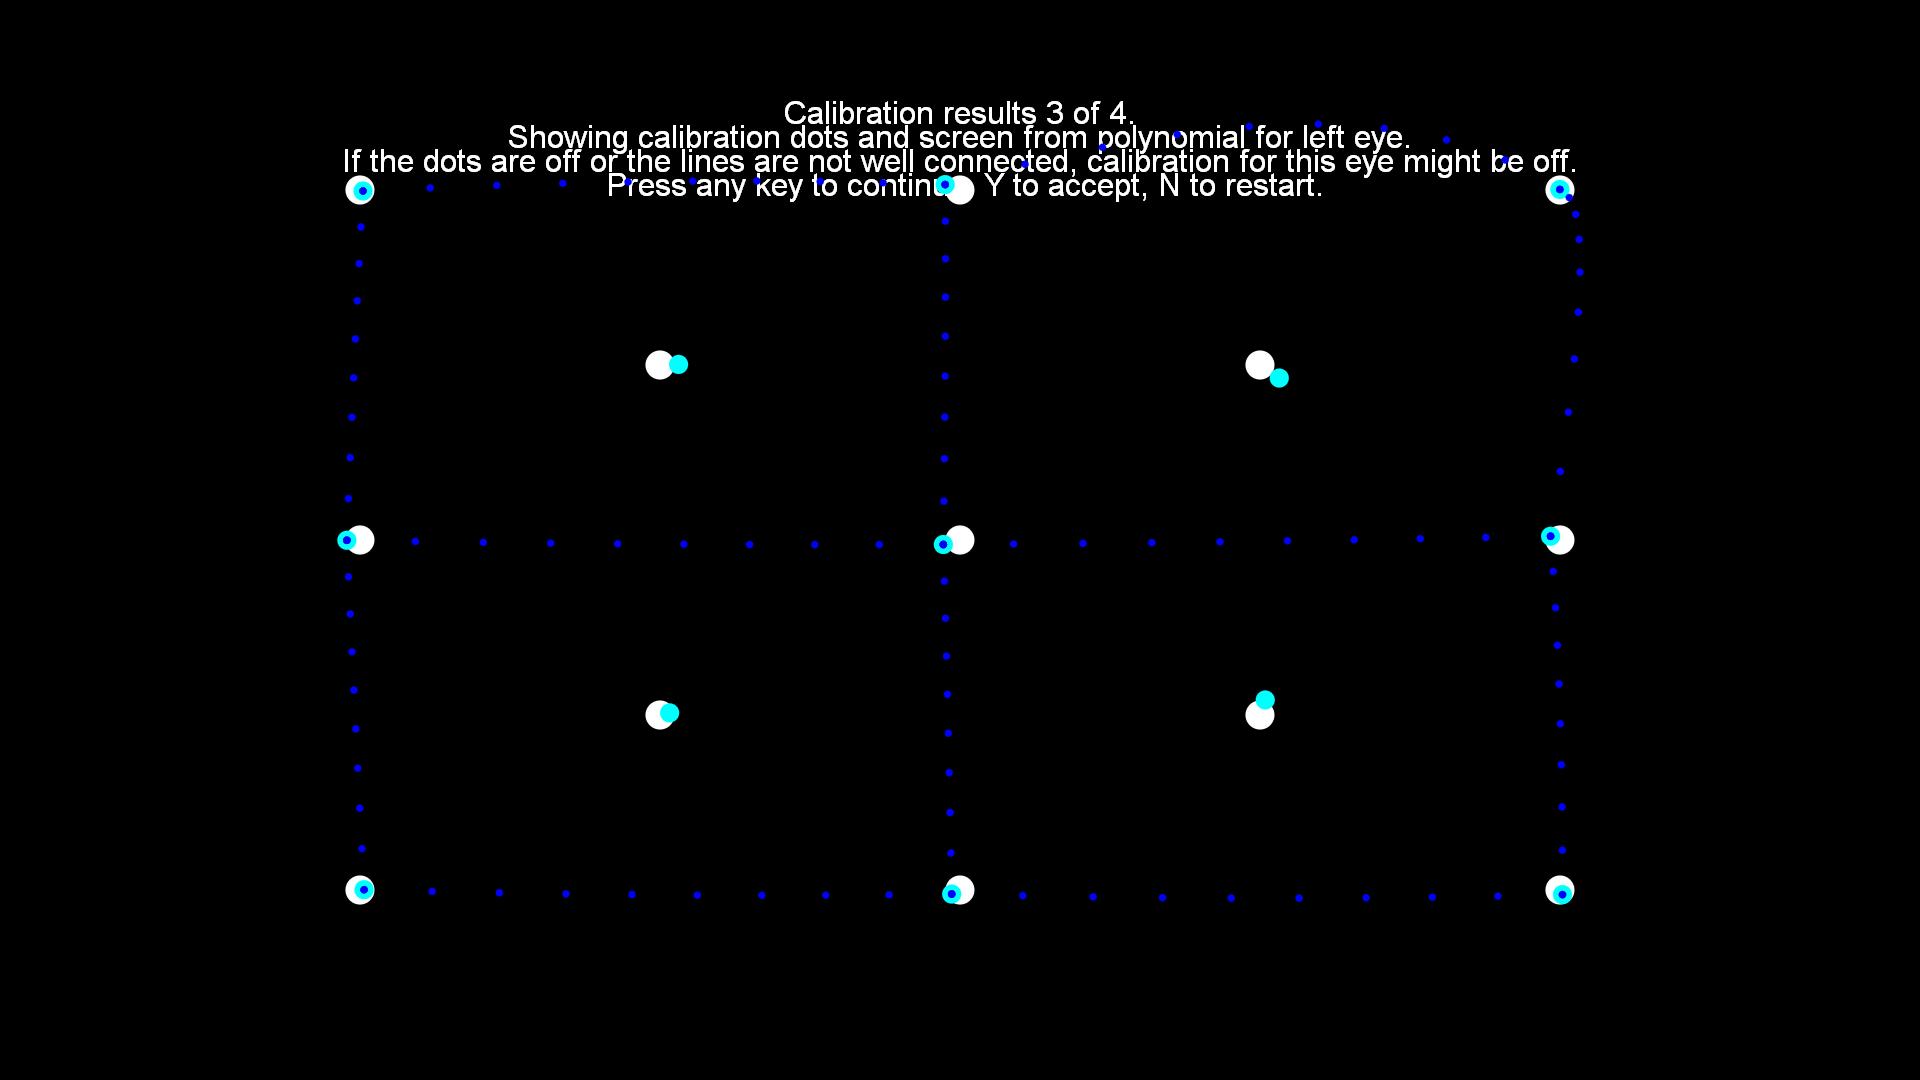 Calibration results 3 of 4.
Showing calibration dots and screen from polynomial for left eye.
If the dots are off or the lines are not well connected, calibration for this eye might be off.
Press any key to continu Y to accept, N to restart.